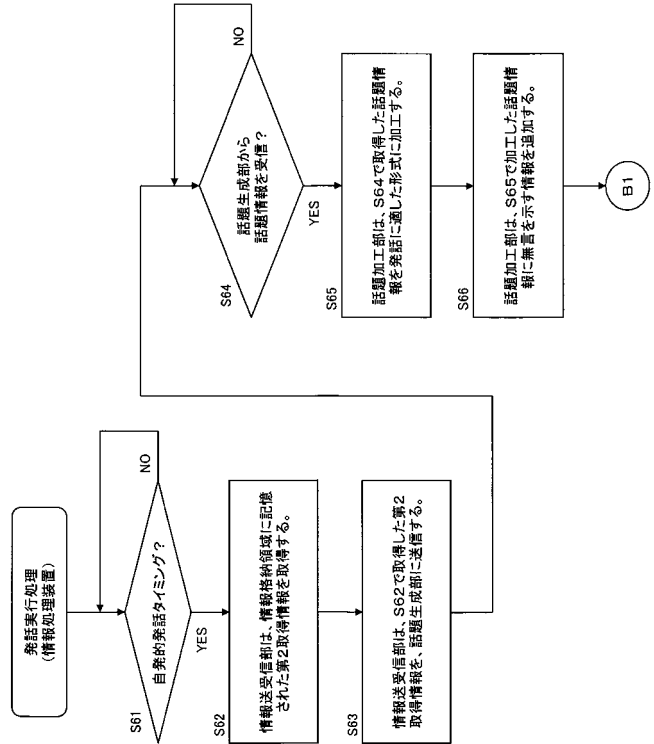 発話実行処理
(情報処理装置)
S61
自発的発話タイミング?
NO
YES
S62
情報送受信部は、情報格納領域に記憶
された第2取得情報を取得する。
S63
情報送受信部は、S62で取得した第2
取得情報を、話題生成部に送信する。
S64
話題生成部から
話題情報を受信?
NO
YES
S65
話題加工部は、S64で取得した話題情
報を発話に適した形式に加工する。
S66
話題加工部は、S65で加工した話題情
報に無言を示す情報を追加する。
B1